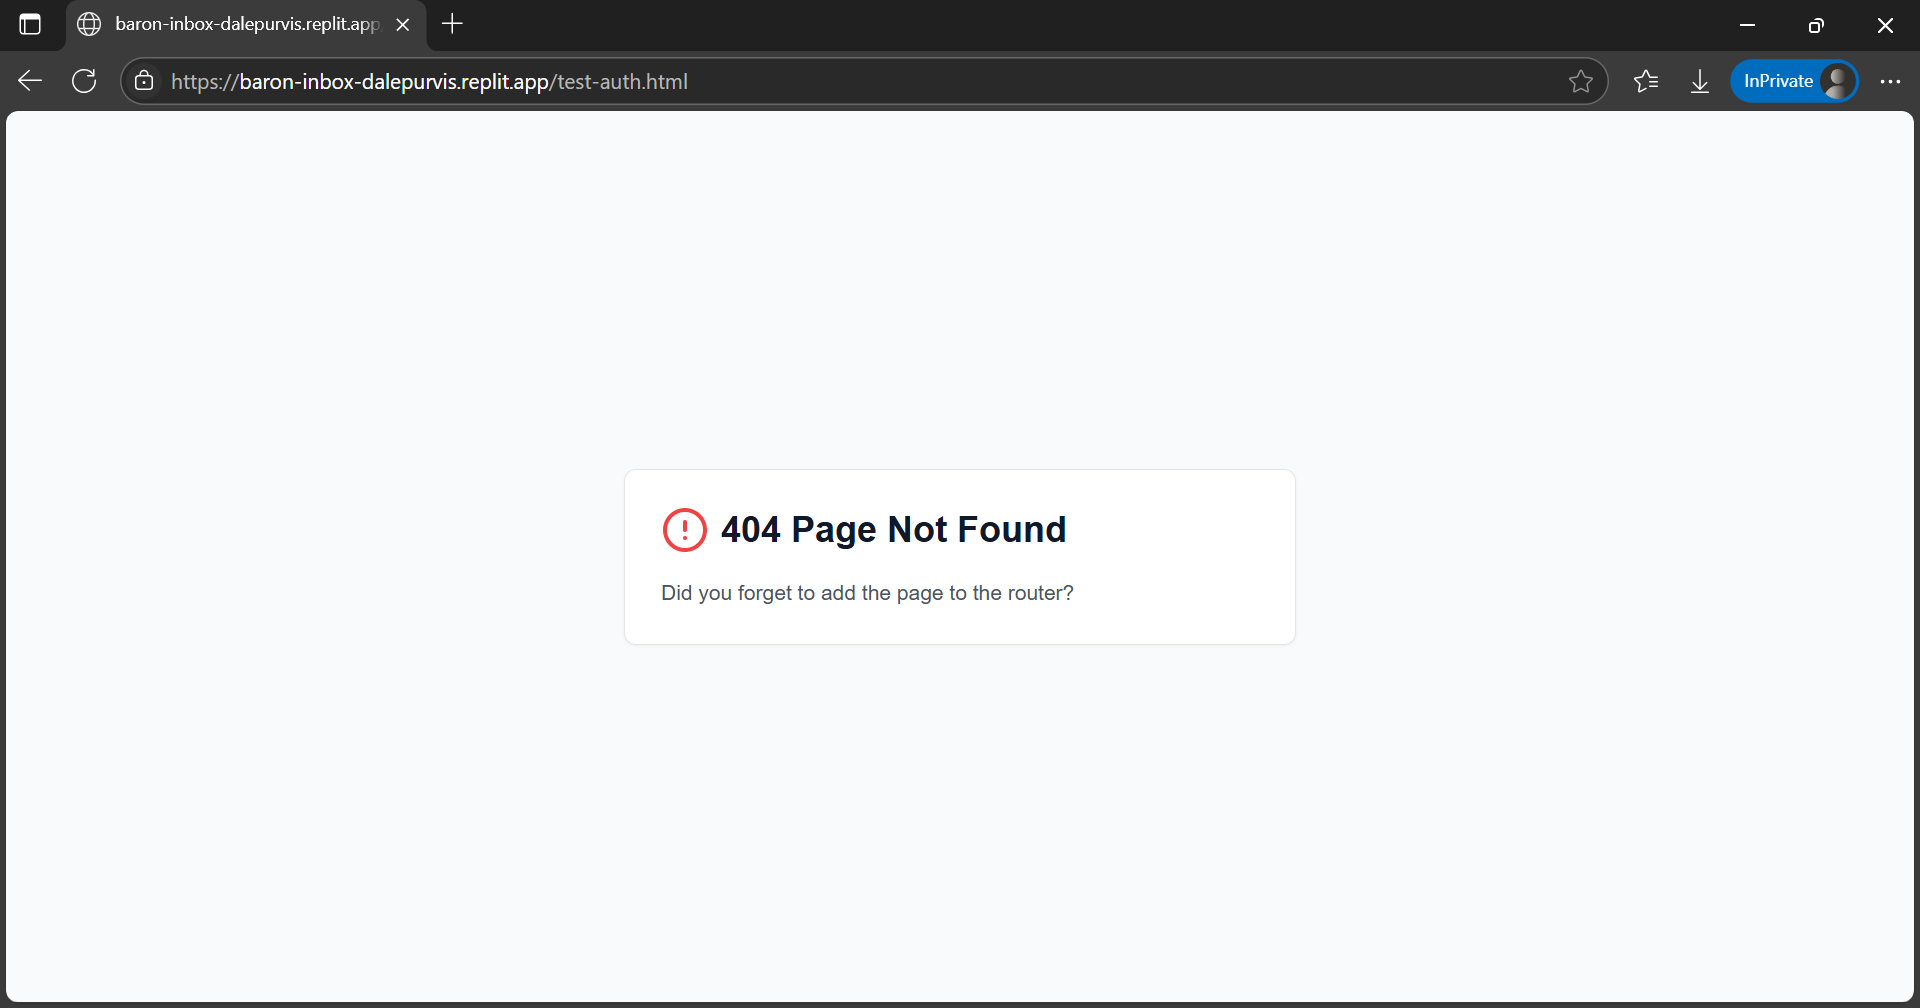 baron-inbox-dalepurvis.replit.app
https://baron-inbox-dalepurvis.replit.app/test-auth.html
InPrivate
404 Page Not Found
Did you forget to add the page to the router?